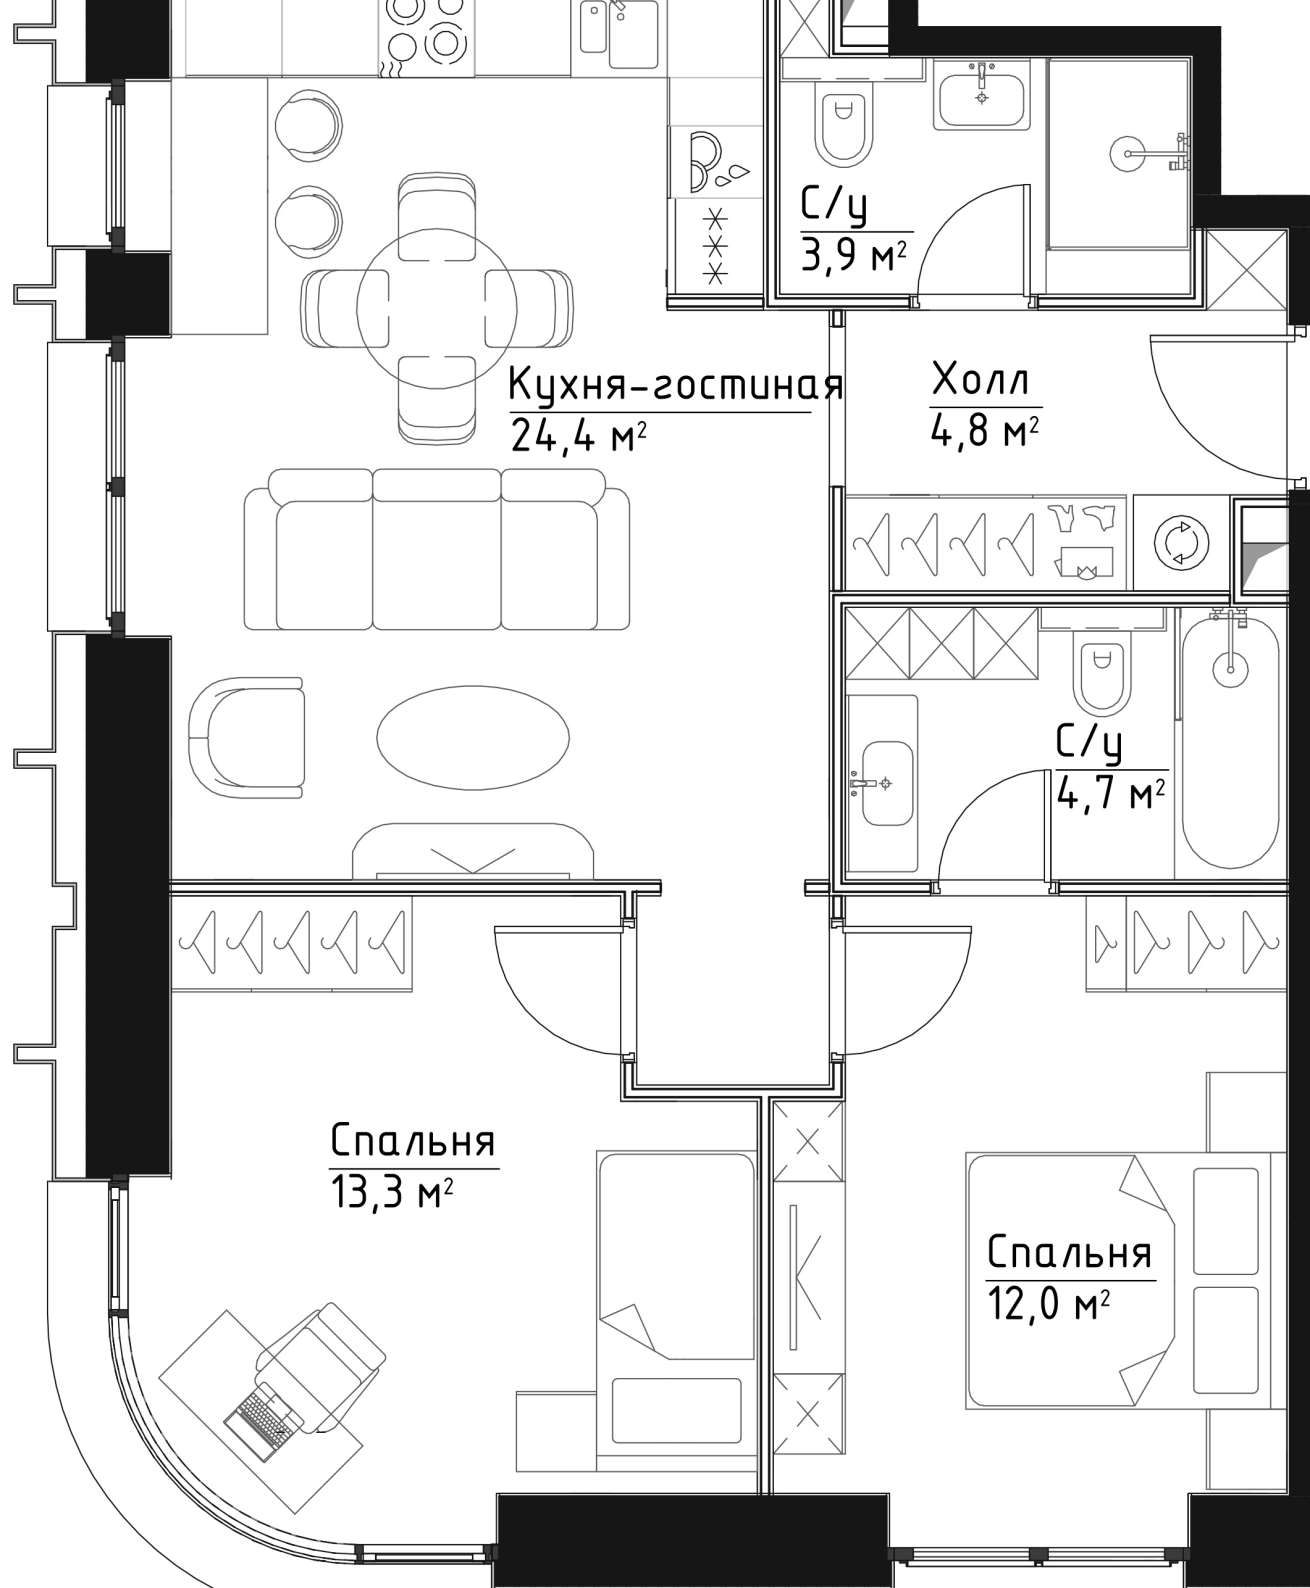 С/у
3,9 м²
Кухня-гостиная
24,4 м²
Холл
4,8 м²
С/у
4,7 м²
Спальня
13,3 м²
Спальня
12,0 м²